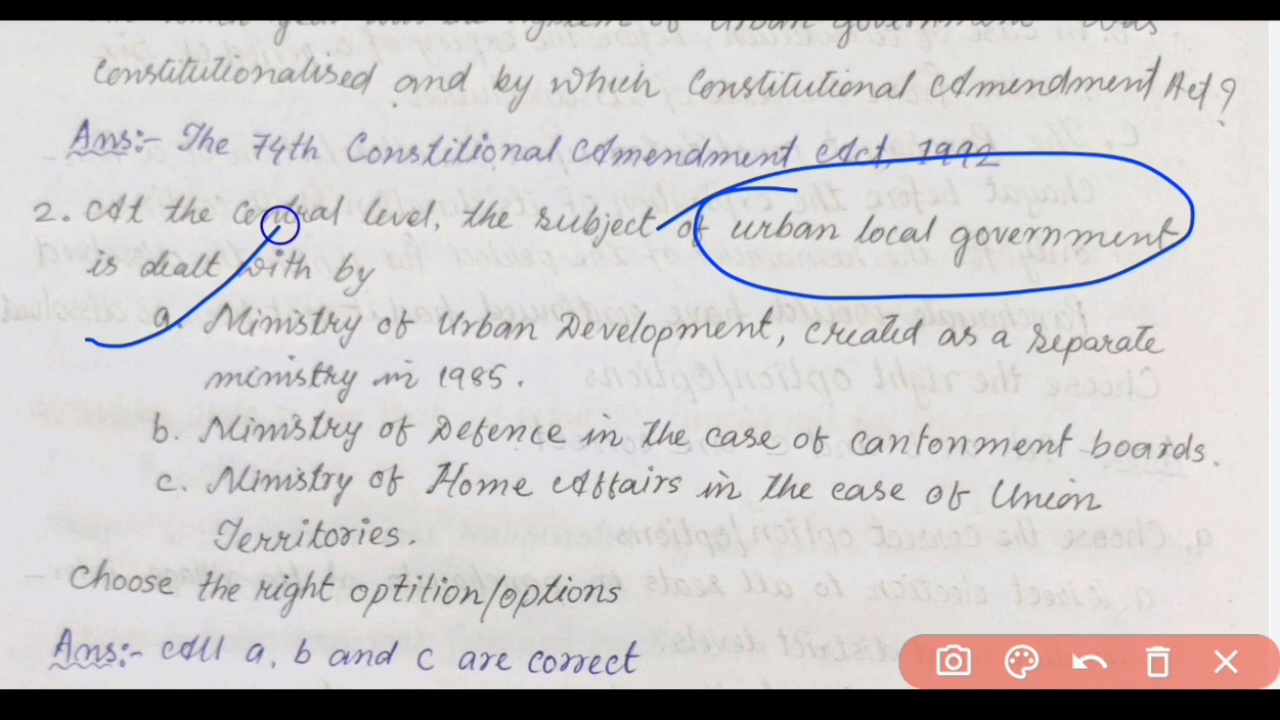 urban government was
Constitutionalised and by which Constitutional Amendment Act?
Ans:- The 74th Constitional Amendment Act, 1992
2. At the central level, the subject of urban local government
is dealt with by
a. Ministry of Urban Development, created as a separate
ministry in 1985.
b. Ministry of Defence in the case of cantonment boards.
c. Ministry of Home Affairs in the case of Union
Territories.
Choose the right optition/options
Ans:- All a, b and c are correct